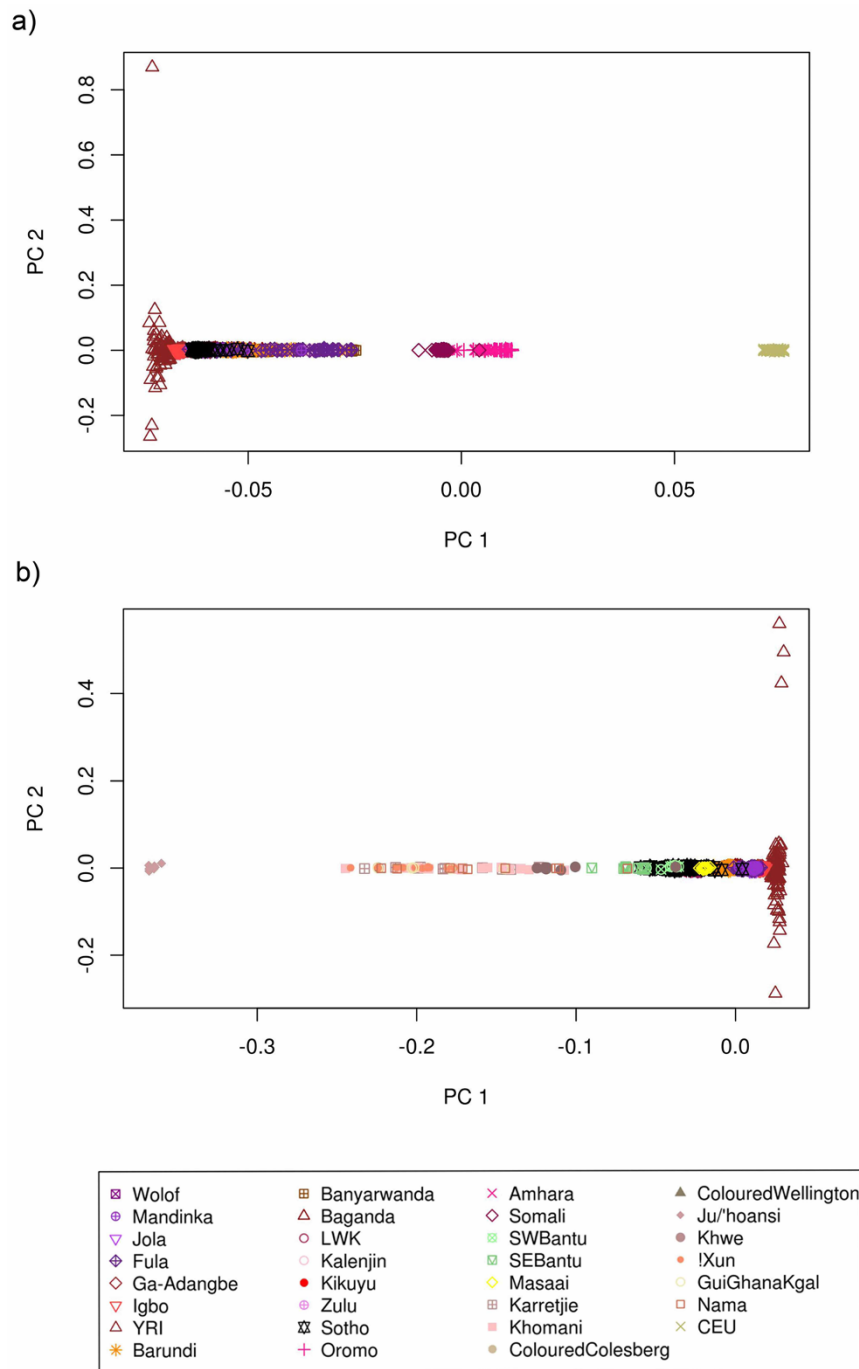 a)
0.8
0.6
0.4
0.2
0.0
-0.2
PC 2
-0.05 0.00 0.05
PC 1
b)
0.4
0.2
0.0
-0.2
PC 2
-0.3 -0.2 -0.1 0.0
PC 1
Wolof Banyarwanda Amhara ColouredWellington
Mandinka Baganda Somali Ju/'hoansi
Jola LWK SWBantu Khwe
Fula Kalenjin SEBantu !Xun
Ga-Adangbe Kikuyu Masaai GuiGhanaKgal
Igbo Zulu Karretjie Nama
YRI Sotho Khomani CEU
Barundi Oromo ColouredColesberg